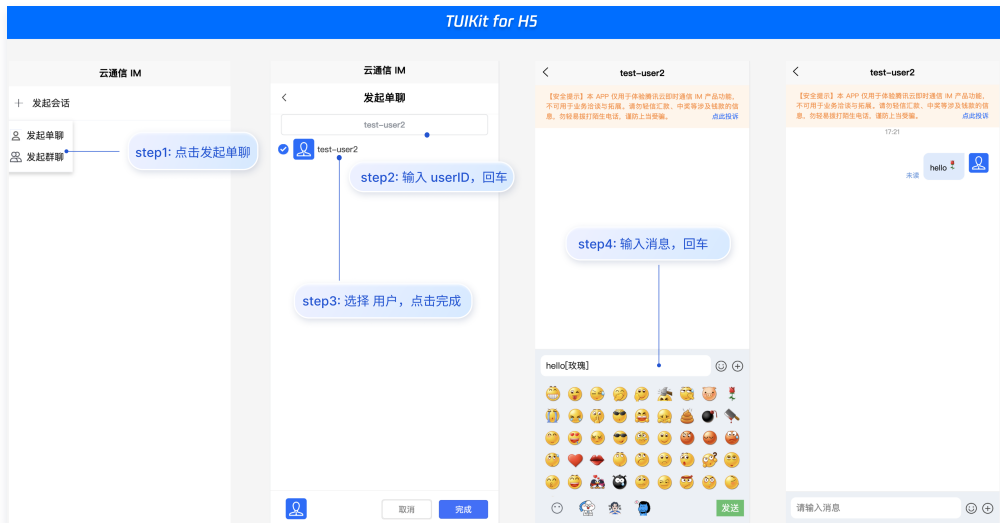 TUIKit for H5
云通信 IM
＋ 发起会话
发起单聊
发起群聊
step1: 点击发起单聊
云通信 IM
发起单聊
test-user2
test-user2
step2: 输入 userID，回车
step3: 选择 用户，点击完成
取消
完成
test-user2
【安全提示】本 APP 仅用于体验腾讯云即时通信 IM 产品功能，
不可用于业务洽谈与拓展。请勿轻信汇款、中奖等涉及钱款的信
息，勿轻易拨打陌生电话，谨防上当受骗。 点此投诉
step4: 输入消息，回车
hello[玫瑰]
发送
test-user2
【安全提示】本 APP 仅用于体验腾讯云即时通信 IM 产品功能，
不可用于业务洽谈与拓展。请勿轻信汇款、中奖等涉及钱款的信
息，勿轻易拨打陌生电话，谨防上当受骗。 点此投诉
17:21
hello
未读
请输入消息